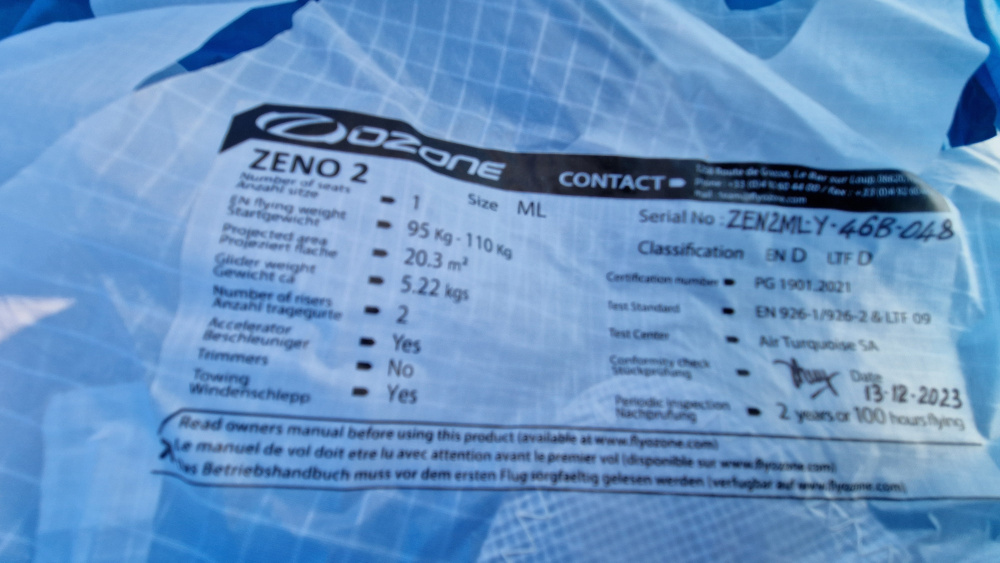 OZONE
CONTACT
ZENO 2
Number of seats
Anzahl sitze
1
Size ML
EN flying weight
Startgewicht
95 Kg - 110 Kg
Projected area
Projeziert flache
20.3 m²
Glider weight
Gewicht ca
5.22 kgs
Number of risers
Anzahl tragegurte
2
Accelerator
Beschleuniger
Yes
Trimmers
No
Towing
Windenschlepp
Yes
Serial No : ZEN2ML-Y-46B-048
Classification EN D LTF D
Certification number PG 1901.2021
Test Standard EN 926-1/926-2 & LTF 09
Test Center Air Turquoise SA
Conformity check
Stückprüfung
Date
13-12-2023
Periodic inspection
Nachprüfung
2 years or 100 hours flying
Read owners manual before using this product (available at www.flyozone.com)
Le manuel de vol doit etre lu avec attention avant le premier vol (disponible sur www.flyozone.com)
Das Betriebshandbuch muss vor dem ersten Flug sorgfaeltig gelesen werden (verfugbar auf www.flyozone.com)